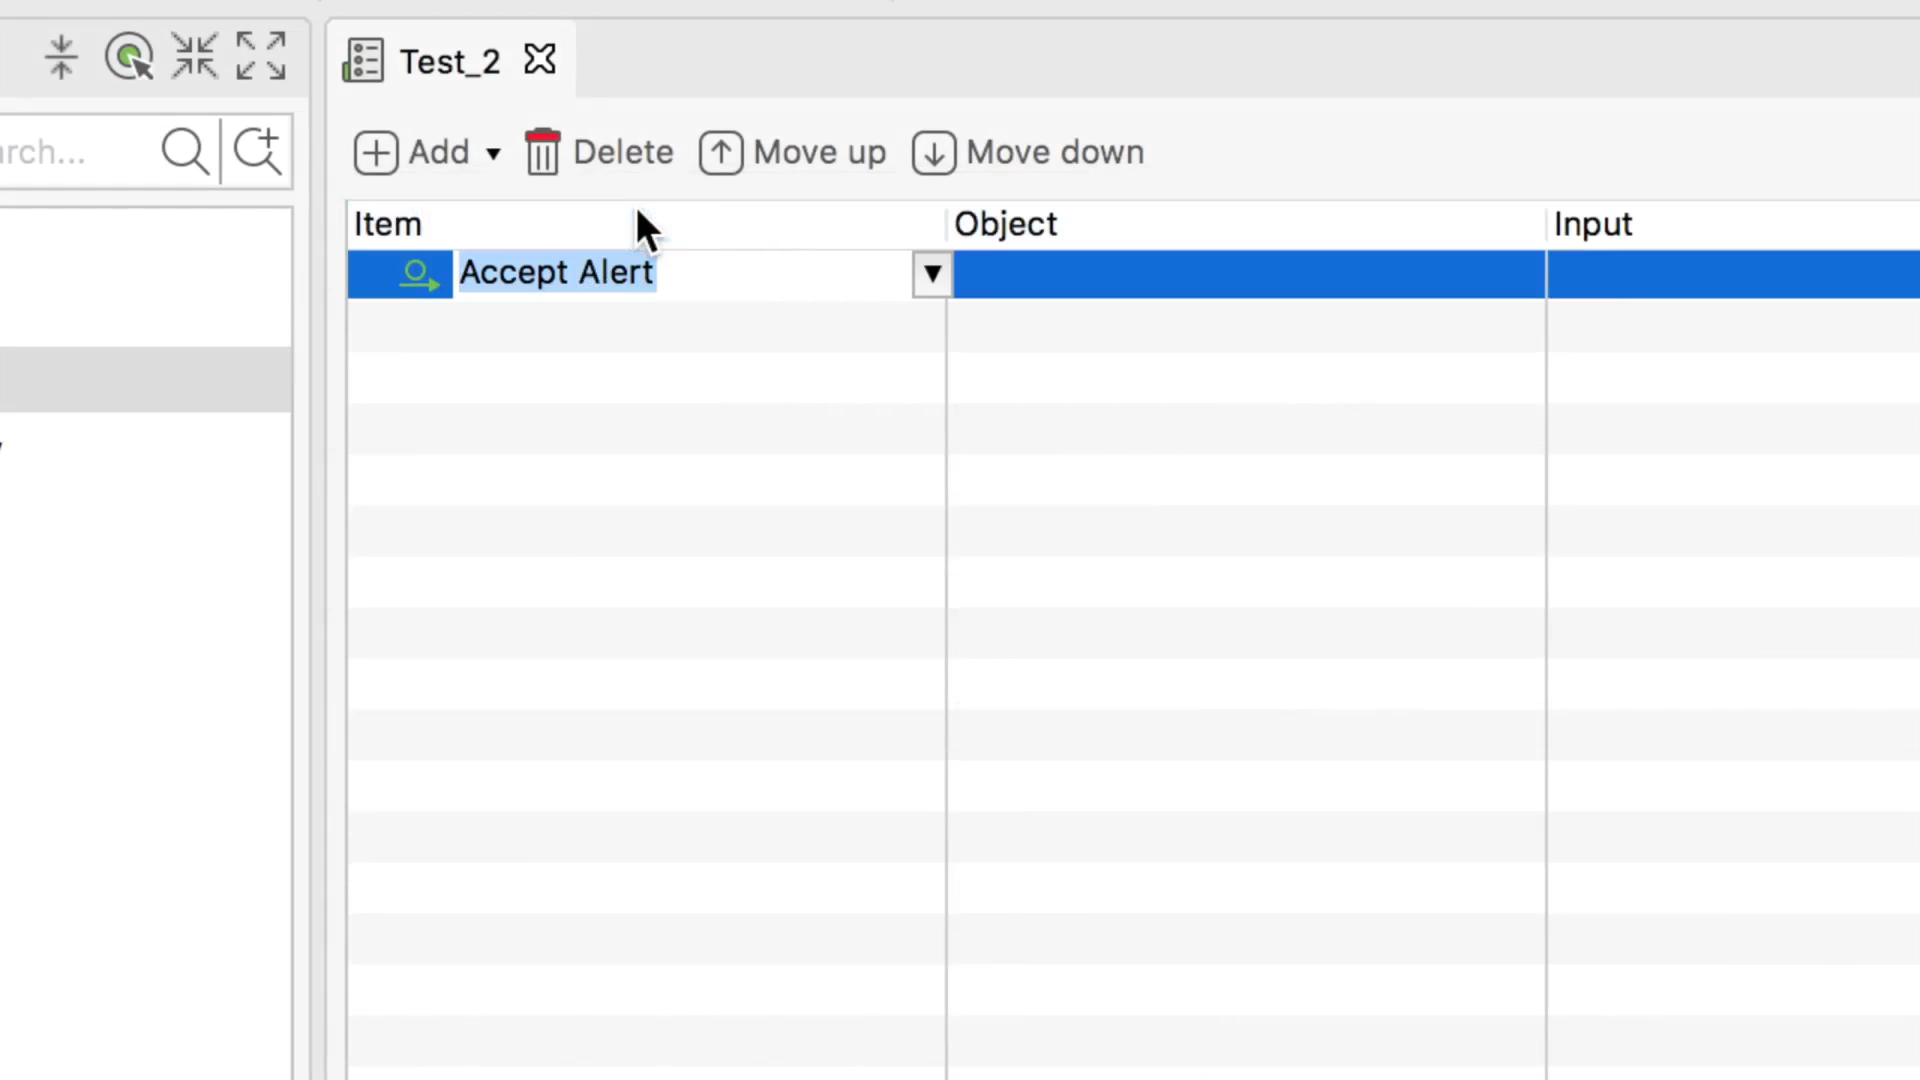 Test_2
rch...
Add
Delete
Move up
Move down
Item
Object
Input
Accept Alert